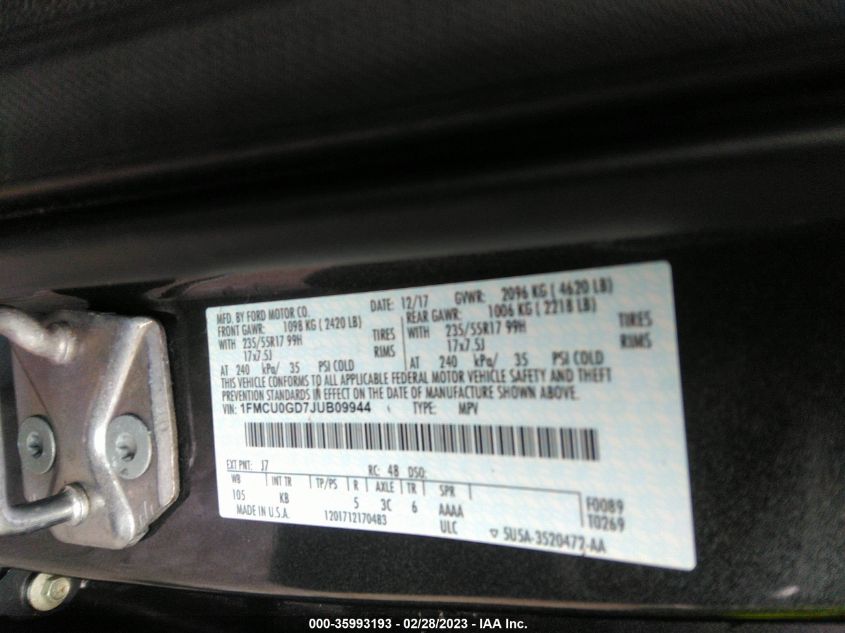 MFD. BY FORD MOTOR CO. DATE: 12/17 GVWR: 2096 KG ( 4620 LB)
FRONT GAWR: 1098 KG ( 2420 LB) REAR GAWR: 1006 KG ( 2218 LB)
WITH 235/55R17 99H TIRES WITH 235/55R17 99H TIRES
17x7.5J RIMS 17x7.5J RIMS
AT 240 kPa/ 35 PSI COLD AT 240 kPa/ 35 PSI COLD
THIS VEHICLE CONFORMS TO ALL APPLICABLE FEDERAL MOTOR VEHICLE SAFETY AND THEFT
PREVENTION STANDARDS IN EFFECT ON THE DATE OF MANUFACTURE SHOWN ABOVE.
VIN: 1FMCU0GD7JUB09944 TYPE: MPV
EXT PNT: J7 RC: 48 DSO:
WB INT TR TP/PS R AXLE TR SPR
105 KB 5 3C 6 AAAA F0089
MADE IN U.S.A. 1201712170483 ULC T0269
▽ 5U5A-3520472-AA
000-35993193 - 02/28/2023 - IAA Inc.